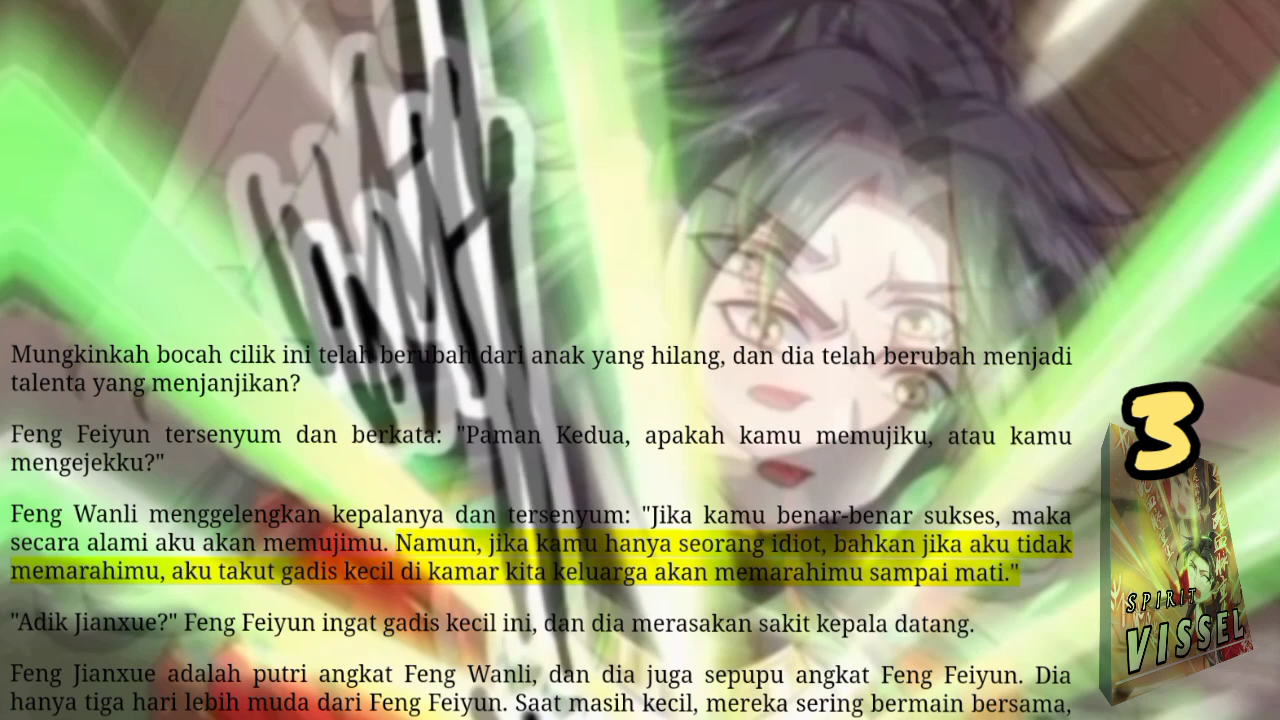 Mungkinkah bocah cilik ini telah berubah dari anak yang hilang, dan dia telah berubah menjadi
talenta yang menjanjikan?
Feng Feiyun tersenyum dan berkata: "Paman Kedua, apakah kamu memujiku, atau kamu
mengejekku?"
Feng Wanli menggelengkan kepalanya dan tersenyum: "Jika kamu benar-benar sukses, maka
secara alami aku akan memujimu. Namun, jika kamu hanya seorang idiot, bahkan jika aku tidak
memarahimu, aku takut gadis kecil di kamar kita keluarga akan memarahimu sampai mati."
"Adik Jianxue?" Feng Feiyun ingat gadis kecil ini, dan dia merasakan sakit kepala datang.
Feng Jianxue adalah putri angkat Feng Wanli, dan dia juga sepupu angkat Feng Feiyun. Dia
hanya tiga hari lebih muda dari Feng Feiyun. Saat masih kecil, mereka sering bermain bersama,
3
SPIRIT
VISSEL